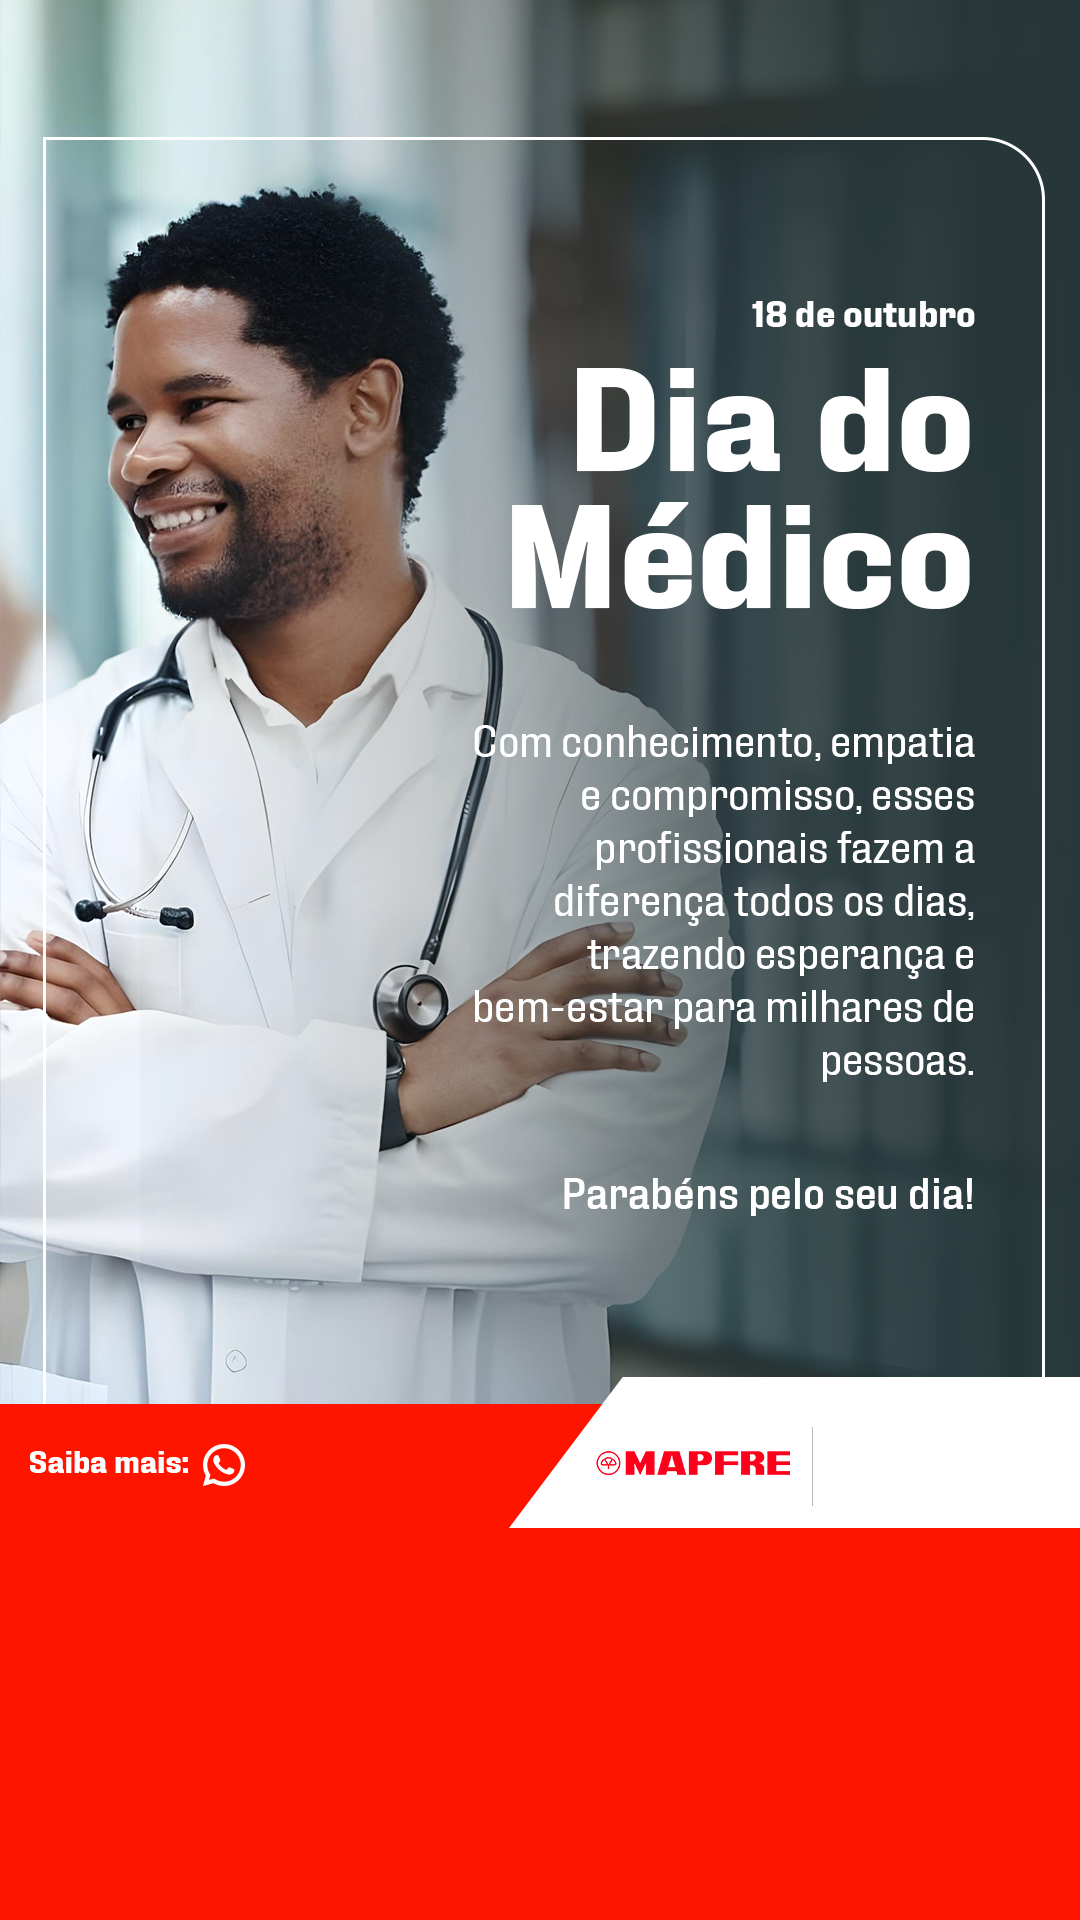 18 de outubro
Dia do
Médico
Com conhecimento, empatia
e compromisso, esses
profissionais fazem a
diferença todos os dias,
trazendo esperança e
bem-estar para milhares de
pessoas.
Parabéns pelo seu dia!
Saiba mais:
MAPFRE